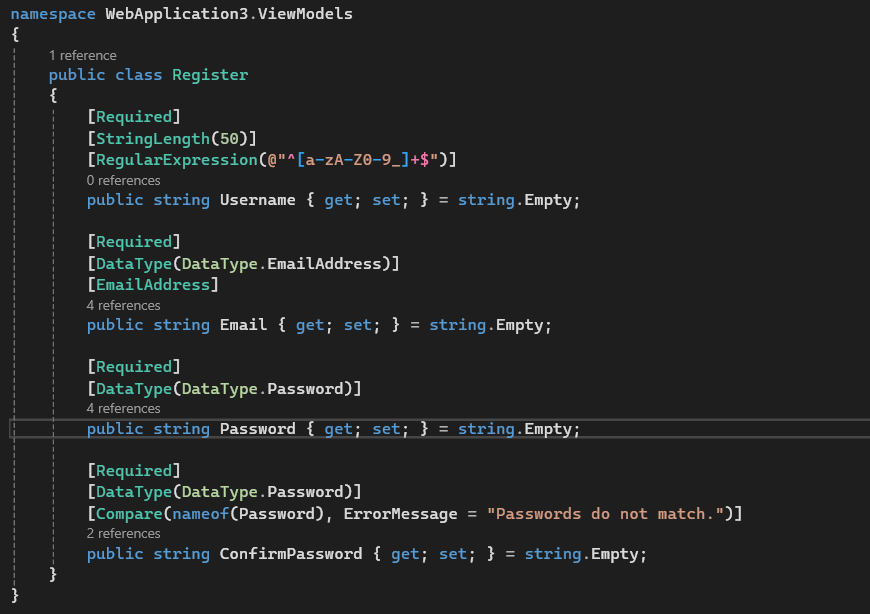 namespace WebApplication3.ViewModels
{
1 reference
public class Register
{
[Required]
[StringLength(50)]
[RegularExpression(@"^[a-zA-Z0-9_]+$")]
0 references
public string Username { get; set; } = string.Empty;
[Required]
[DataType(DataType.EmailAddress)]
[EmailAddress]
4 references
public string Email { get; set; } = string.Empty;
[Required]
[DataType(DataType.Password)]
4 references
public string Password { get; set; } = string.Empty;
[Required]
[DataType(DataType.Password)]
[Compare(nameof(Password), ErrorMessage = "Passwords do not match.")]
2 references
public string ConfirmPassword { get; set; } = string.Empty;
}
}